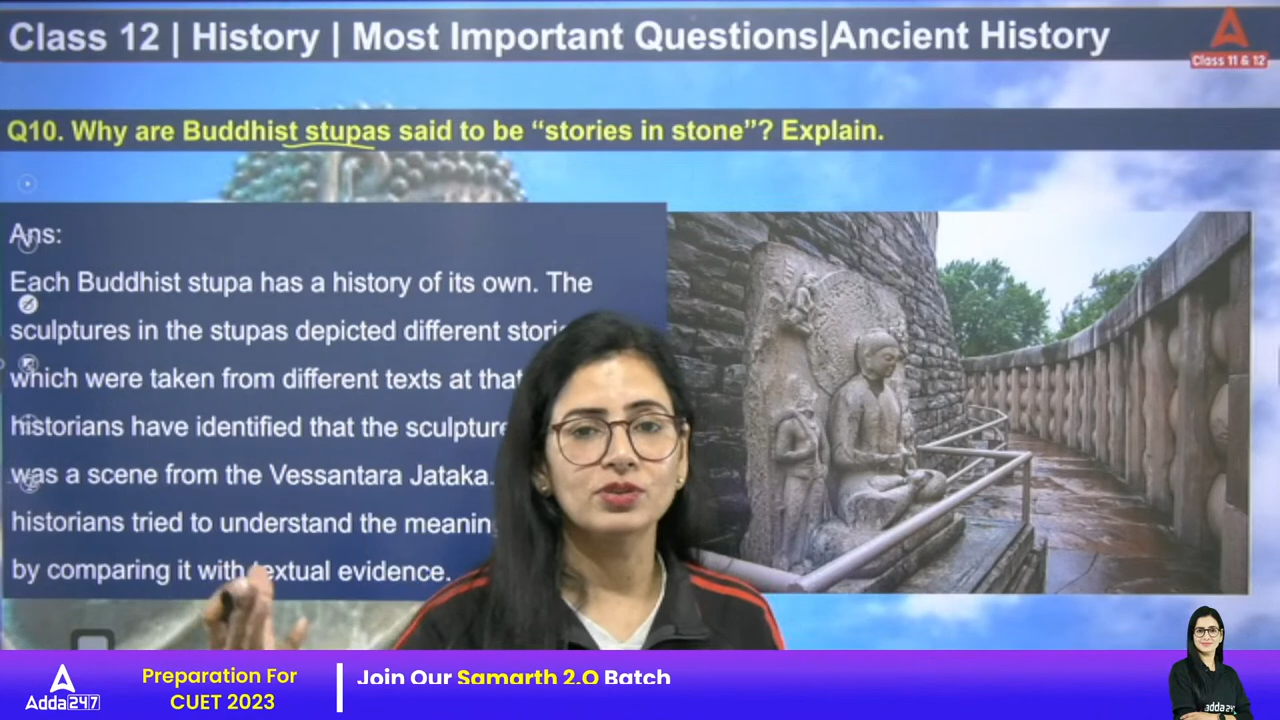 Class 12 | History | Most Important Questions|Ancient History
Class 11 & 12
Q10. Why are Buddhist stupas said to be “stories in stone”? Explain.
Ans:
Each Buddhist stupa has a history of its own. The
sculptures in the stupas depicted different
which were taken from different texts at that
historians have identified that the
was a scene from the Vessantara Jataka.
historians tried to understand the
by comparing it with textual evidence.
Adda247
Preparation For
CUET 2023
Join Our Samarth 2.0 Batch